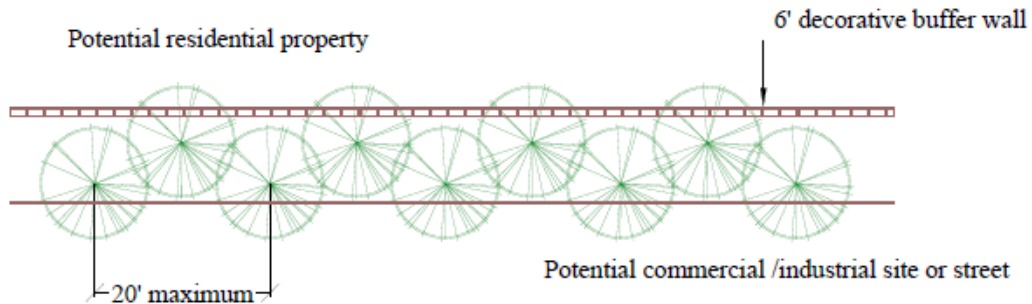 6' decorative buffer wall
Potential residential property
Potential commercial /industrial site or street
20' maximum